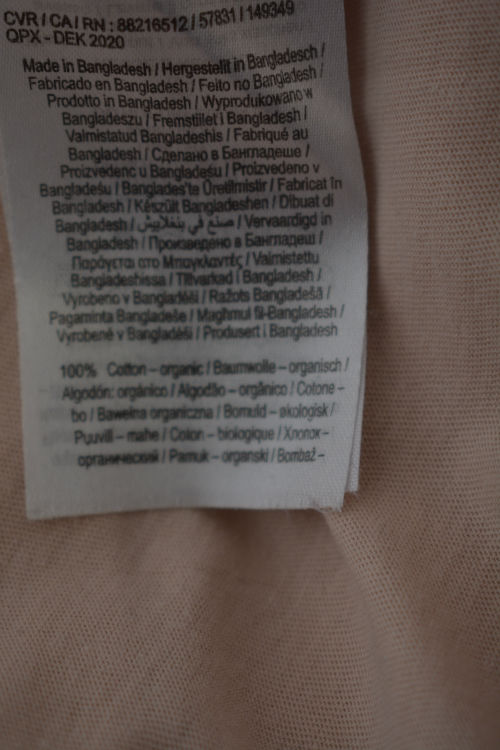 CVR / CA / RN : 88216512 / 57831 / 149349
QPX - DEK 2020
Made in Bangladesh / Hergestellt in Bangladesch /
Fabricado en Bangladesh / Feito no Bangladesh /
Prodotto in Bangladesh / Wyprodukowano w
Bangladeszu / Fremstillet i Bangladesh /
Valmistatud Bangladeshis / Fabriqué au
Bangladesh / Сделано в Бангладеше /
Proizvedenc u Bangladešu / Proizvedeno v
Bangladešu / Banglades'te Üretilmistir / Fabricat în
Bangladesh / Készült Bangladeshen / Dibuat di
Bangladesh / صنع في بنغلاديش / Vervaardigd in
Bangladesh / Произведено в Бангладеш /
Παράγεται στο Μπαγκλαντές / Valmistettu
Bangladeshissa / Tillverkad i Bangladesh /
Vyrobeno v Bangladéši / Ražots Bangladešā /
Pagaminta Bangladeše / Maghmul fil-Bangladesh /
Vyrobené v Bangladéši / Produsert i Bangladesh
100% Cotton – organic / Baumwolle – organisch /
Algodón: orgánico / Algodão – orgânico / Cotone –
bo / Bawełna organiczna / Bomuld – økologisk /
Puuvill – mahe / Coton – biologique / Хлопок –
органический / Pamuk – organski / Bombaž –